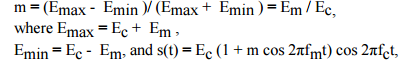 m = (Emax - Emin )/ (Emax + Emin ) = Em / Ec,
where Emax = Ec + Em ,
Emin = Ec - Em, and s(t) = Ec (1 + m cos 2πfmt) cos 2πfct,